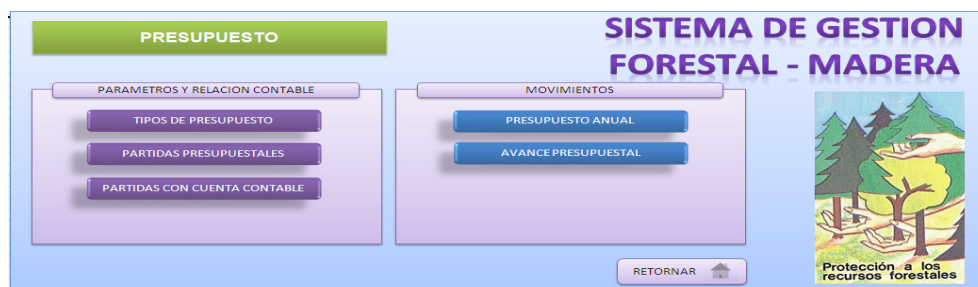 PRESUPUESTO
SISTEMA DE GESTION
FORESTAL - MADERA
PARAMETROS Y RELACION CONTABLE
TIPOS DE PRESUPUESTO
PARTIDAS PRESUPUESTALES
PARTIDAS CON CUENTA CONTABLE
MOVIMIENTOS
PRESUPUESTO ANUAL
AVANCE PRESUPUESTAL
RETORNAR
Protección a los
recursos forestales